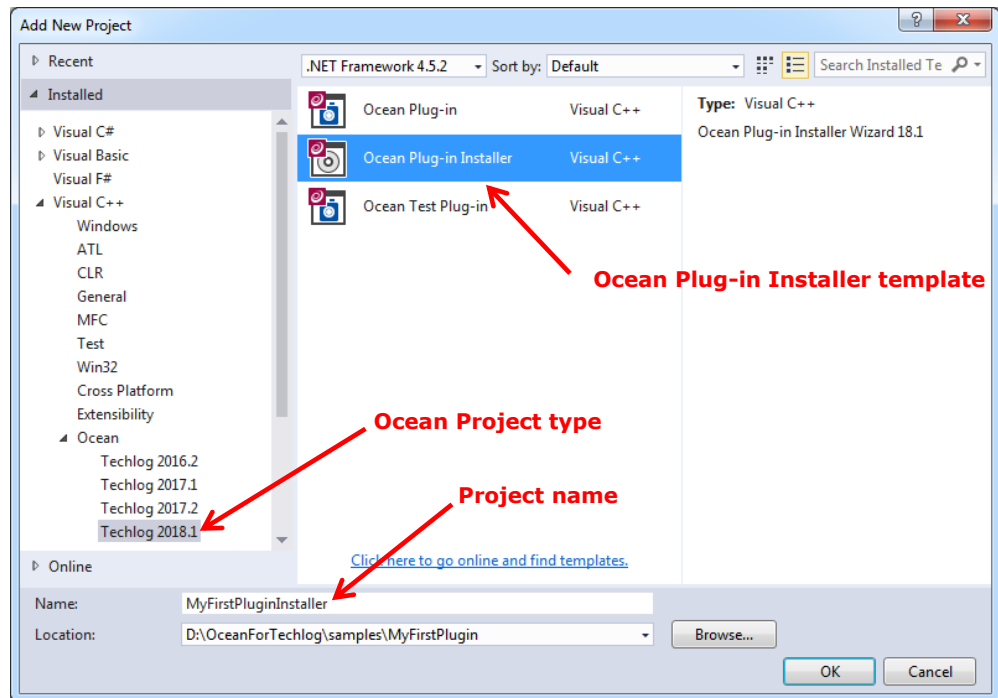 Add New Project
Recent
.NET Framework 4.5.2
Sort by:
Default
Search Installed Te
Installed
Visual C#
Visual Basic
Visual F#
Visual C++
Windows
ATL
CLR
General
MFC
Test
Win32
Cross Platform
Extensibility
Ocean
Techlog 2016.2
Techlog 2017.1
Techlog 2017.2
Techlog 2018.1
Online
Ocean Plug-in Visual C++
Ocean Plug-in Installer Visual C++
Ocean Test Plug-in Visual C++
Type: Visual C++
Ocean Plug-in Installer Wizard 18.1
Ocean Plug-in Installer template
Ocean Project type
Project name
Click here to go online and find templates.
Name: MyFirstPluginInstaller
Location: D:\OceanForTechlog\samples\MyFirstPlugin
Browse...
OK
Cancel